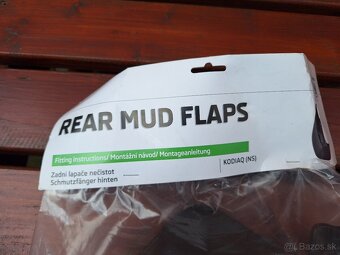 REAR MUD FLAPS
Fitting instructions/ Montážní návod/ Montageanleitung
Zadní lapače nečistot
Schmutzfänger hinten
KODIAQ (NS)
Bazos.sk